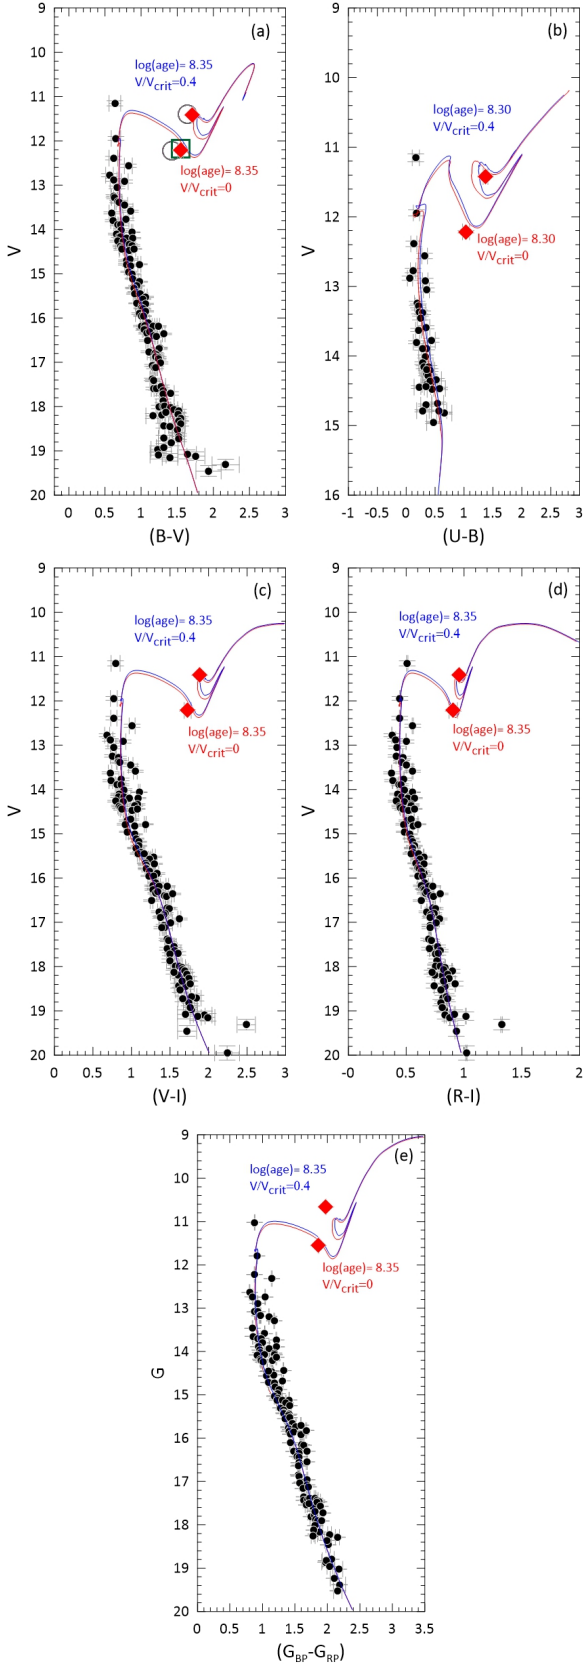 (a)
log(age)= 8.35
V/Vcrit=0.4
log(age)= 8.35
V/Vcrit=0
V
9
10
11
12
13
14
15
16
17
18
19
20
0 0.5 1 1.5 2 2.5 3
(B-V)
(b)
log(age)= 8.30
V/Vcrit=0.4
log(age)= 8.30
V/Vcrit=0
V
9
10
11
12
13
14
15
16
-1 -0.5 0 0.5 1 1.5 2 2.5 3
(U-B)
(c)
log(age)= 8.35
V/Vcrit=0.4
log(age)= 8.35
V/Vcrit=0
V
9
10
11
12
13
14
15
16
17
18
19
20
0 0.5 1 1.5 2 2.5 3
(V-I)
(d)
log(age)= 8.35
V/Vcrit=0.4
log(age)= 8.35
V/Vcrit=0
V
9
10
11
12
13
14
15
16
17
18
19
20
-0 0.5 1 1.5 2
(R-I)
(e)
log(age)= 8.35
V/Vcrit=0.4
log(age)= 8.35
V/Vcrit=0
G
9
10
11
12
13
14
15
16
17
18
19
20
0 0.5 1 1.5 2 2.5 3 3.5
(GBP-GRP)